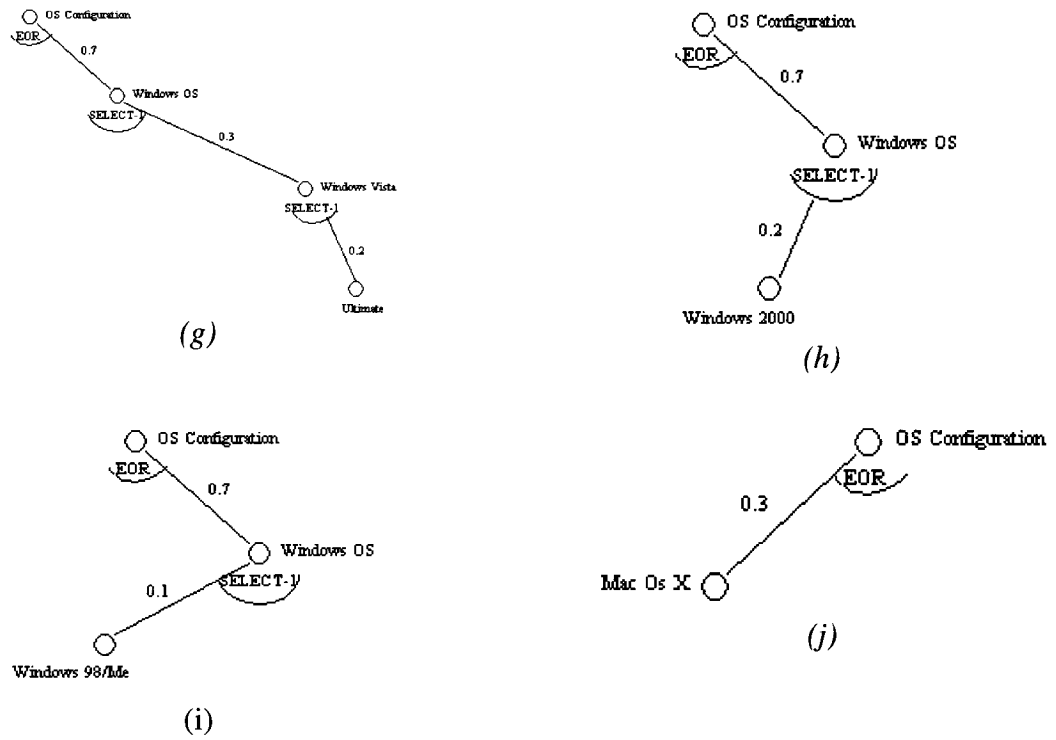 OS Configuration
EOR
0.7
Windows OS
SELECT-1
0.3
Windows Vista
SELECT-1
0.2
Ultimate
(g)
OS Configuration
EOR
0.7
Windows OS
SELECT-1
0.2
Windows 2000
(h)
OS Configuration
EOR
0.7
Windows OS
SELECT-1
0.1
Windows 98/Me
(i)
OS Configuration
EOR
0.3
Mac Os X
(j)